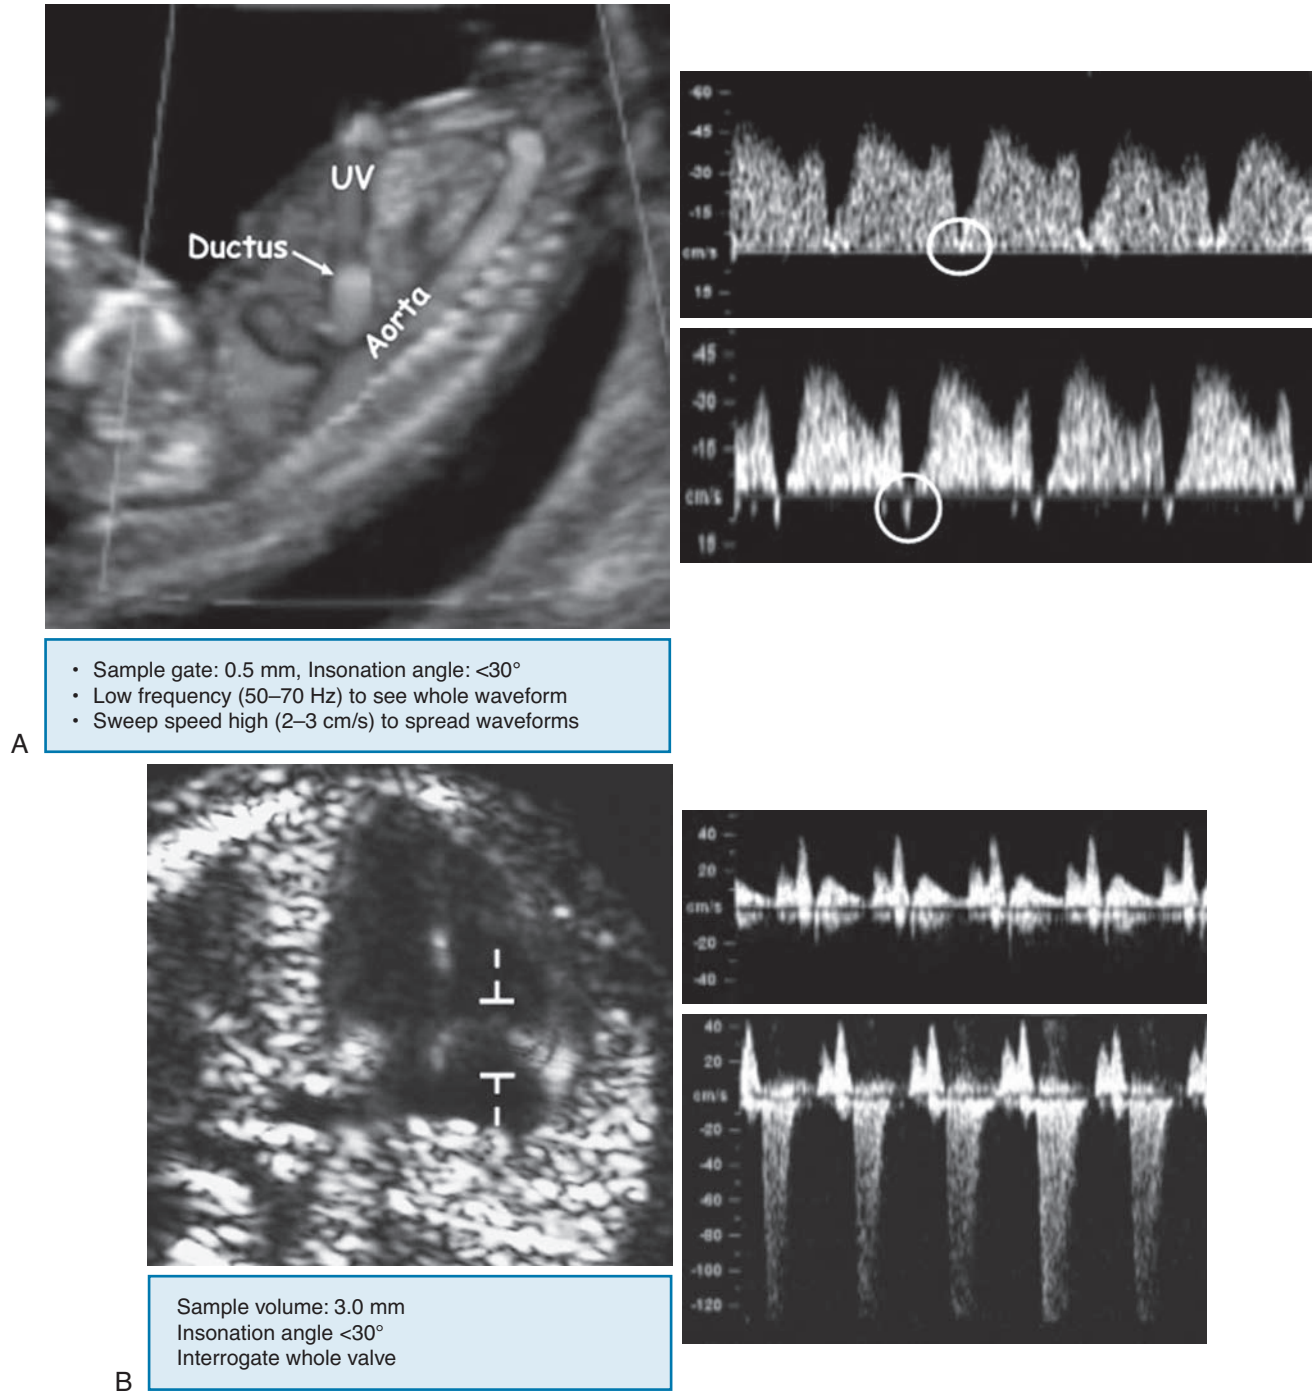 UV
Ductus
Aorta
-60
-45
-30
-15
cm/s
15
-45
-30
-15
cm/s
15
• Sample gate: 0.5 mm, Insonation angle: <30°
• Low frequency (50–70 Hz) to see whole waveform
• Sweep speed high (2–3 cm/s) to spread waveforms
A
40
20
cm/s
-20
-40
40
20
cm/s
-20
-40
-60
-80
-100
-120
Sample volume: 3.0 mm
Insonation angle <30°
Interrogate whole valve
B